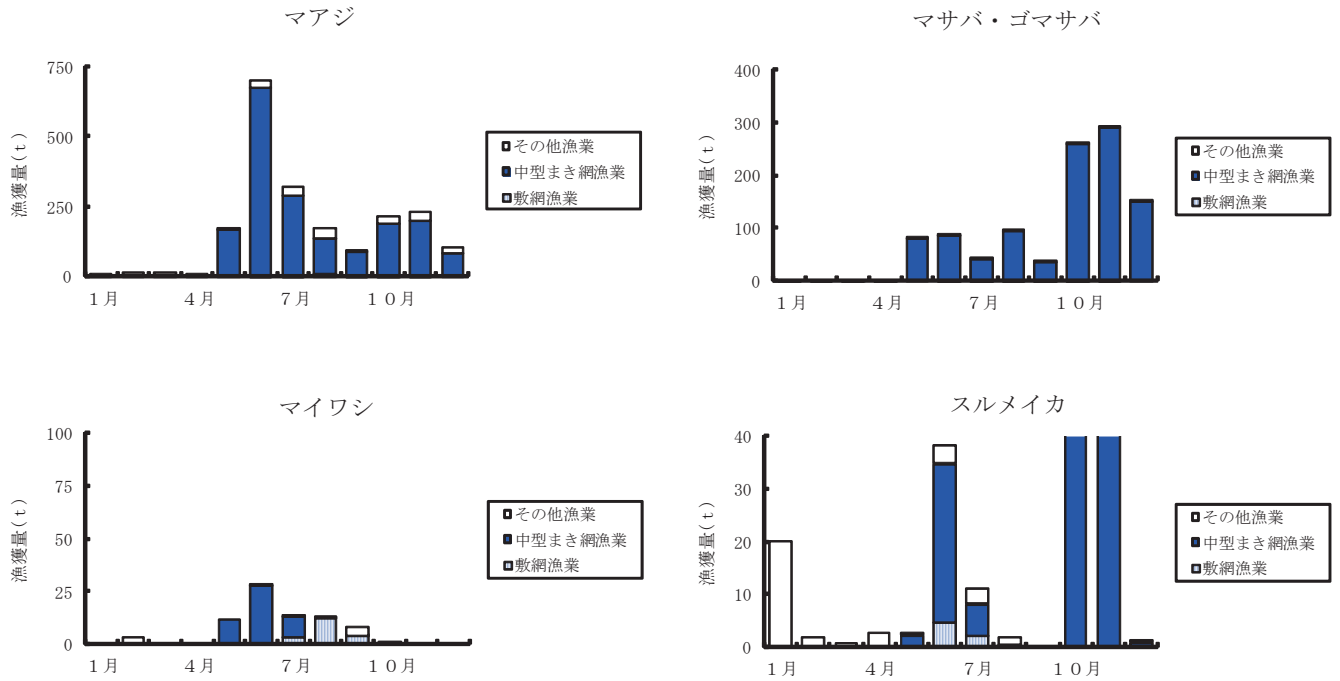 マアジ
750
500
250
0
漁獲量(t)
1月
4月
7月
10月
その他漁業
中型まき網漁業
敷網漁業
マサバ・ゴマサバ
400
300
200
100
0
漁獲量(t)
1月
4月
7月
10月
その他漁業
中型まき網漁業
敷網漁業
マイワシ
100
75
50
25
0
漁獲量(t)
1月
4月
7月
10月
その他漁業
中型まき網漁業
敷網漁業
スルメイカ
40
30
20
10
0
漁獲量(t)
1月
4月
7月
10月
その他漁業
中型まき網漁業
敷網漁業